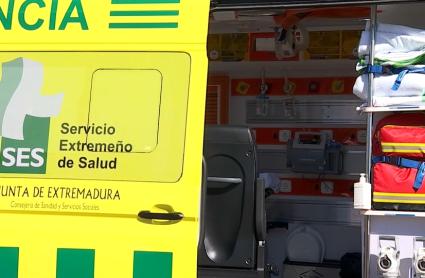 NCIA
SES
Servicio
Extremeño
de Salud
JUNTA DE EXTREMADURA
Consejería de Sanidad y Servicios Sociales